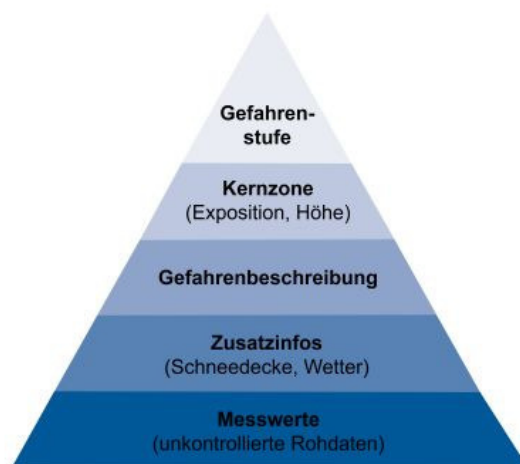 Gefahren-
stufe
Kernzone
(Exposition, Höhe)
Gefahrenbeschreibung
Zusatzinfos
(Schneedecke, Wetter)
Messwerte
(unkontrollierte Rohdaten)